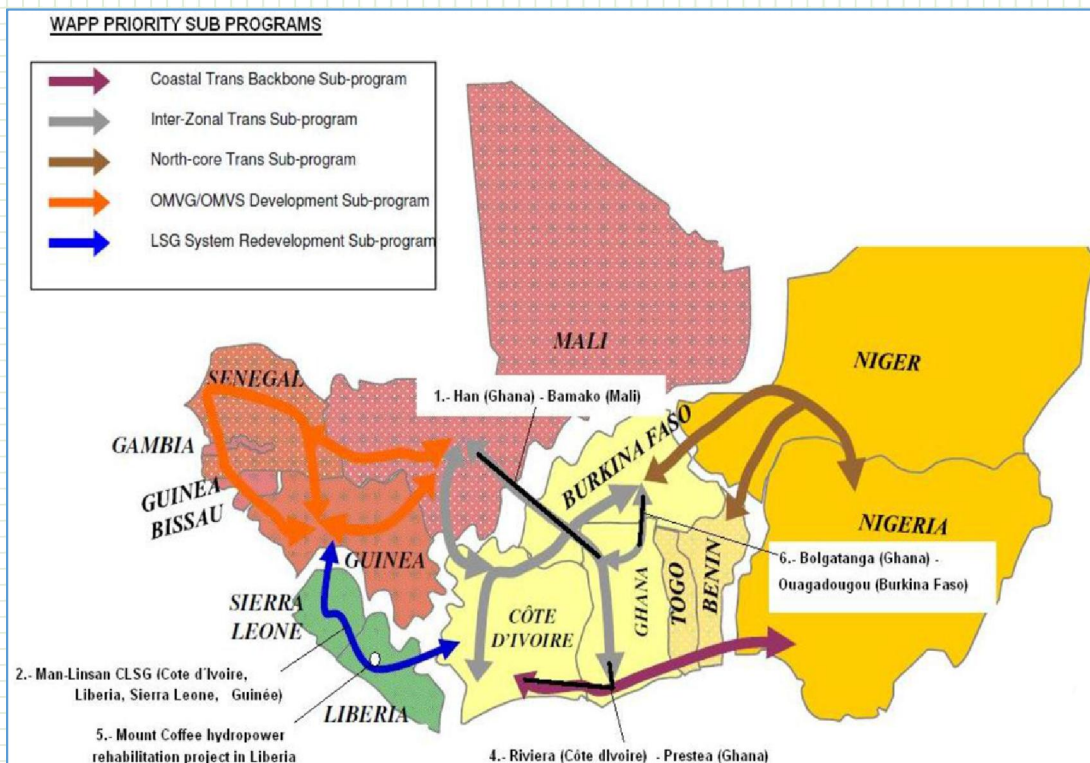 WAPP PRIORITY SUB PROGRAMS
Coastal Trans Backbone Sub-program
Inter-Zonal Trans Sub-program
North-core Trans Sub-program
OMVG/OMVS Development Sub-program
LSG System Redevelopment Sub-program
MALI
NIGER
SENEGAL
1.- Han (Ghana) - Bamako (Mali)
GAMBIA
BURKINA FASO
GUINEA
BISSAU
NIGERIA
GUINEA
6.- Bolgatanga (Ghana) -
Ouagadougou (Burkina Faso)
SIERRA
LEONE
CÔTE
D'IVOIRE
GHANA
TOGO
BENIN
2.- Man-Linsan CLSG (Cote d´Ivoire,
Liberia, Sierra Leone, Guinée)
LIBERIA
5.- Mount Coffee hydropower
rehabilitation project in Liberia
4.- Riviera (Côte dIvoire) - Prestea (Ghana)